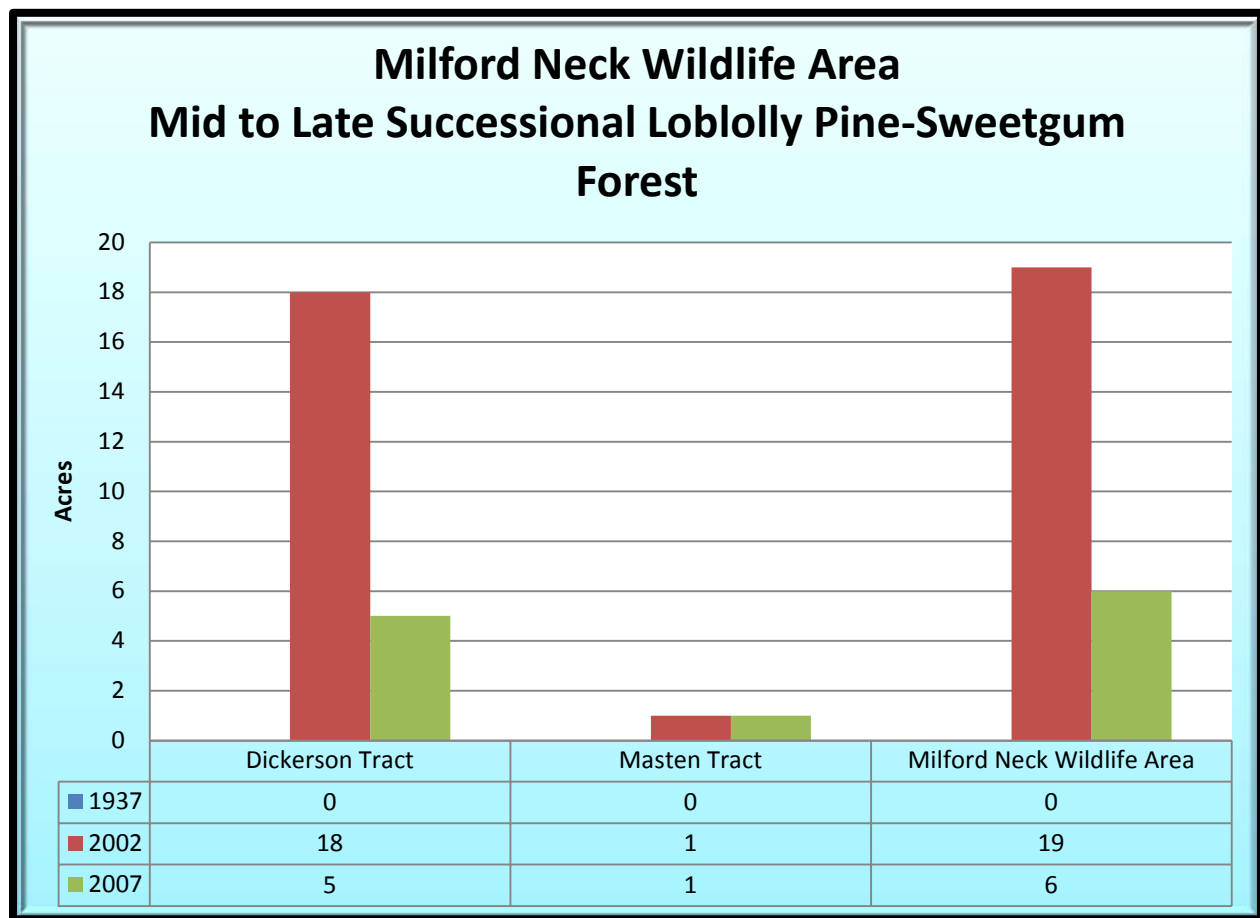 Milford Neck Wildlife Area
Mid to Late Successional Loblolly Pine-Sweetgum
Forest
20
18
16
14
12
10
8
6
4
2
0
Acres
Dickerson Tract Masten Tract Milford Neck Wildlife Area
1937 0 0 0
2002 18 1 19
2007 5 1 6